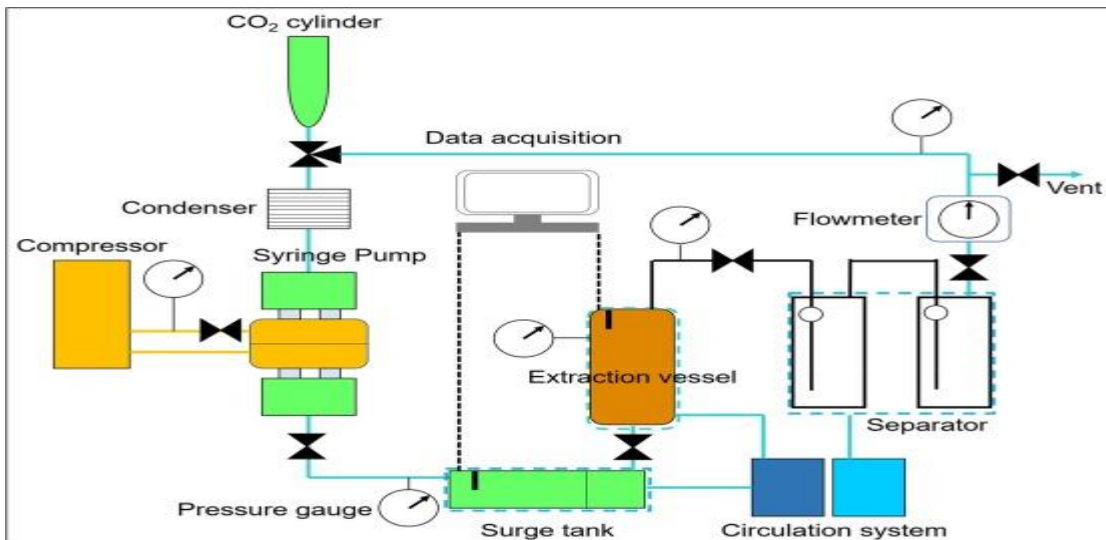 CO₂ cylinder
Data acquisition
Vent
Condenser
Flowmeter
Compressor
Syringe Pump
Extraction vessel
Separator
Pressure gauge
Surge tank
Circulation system